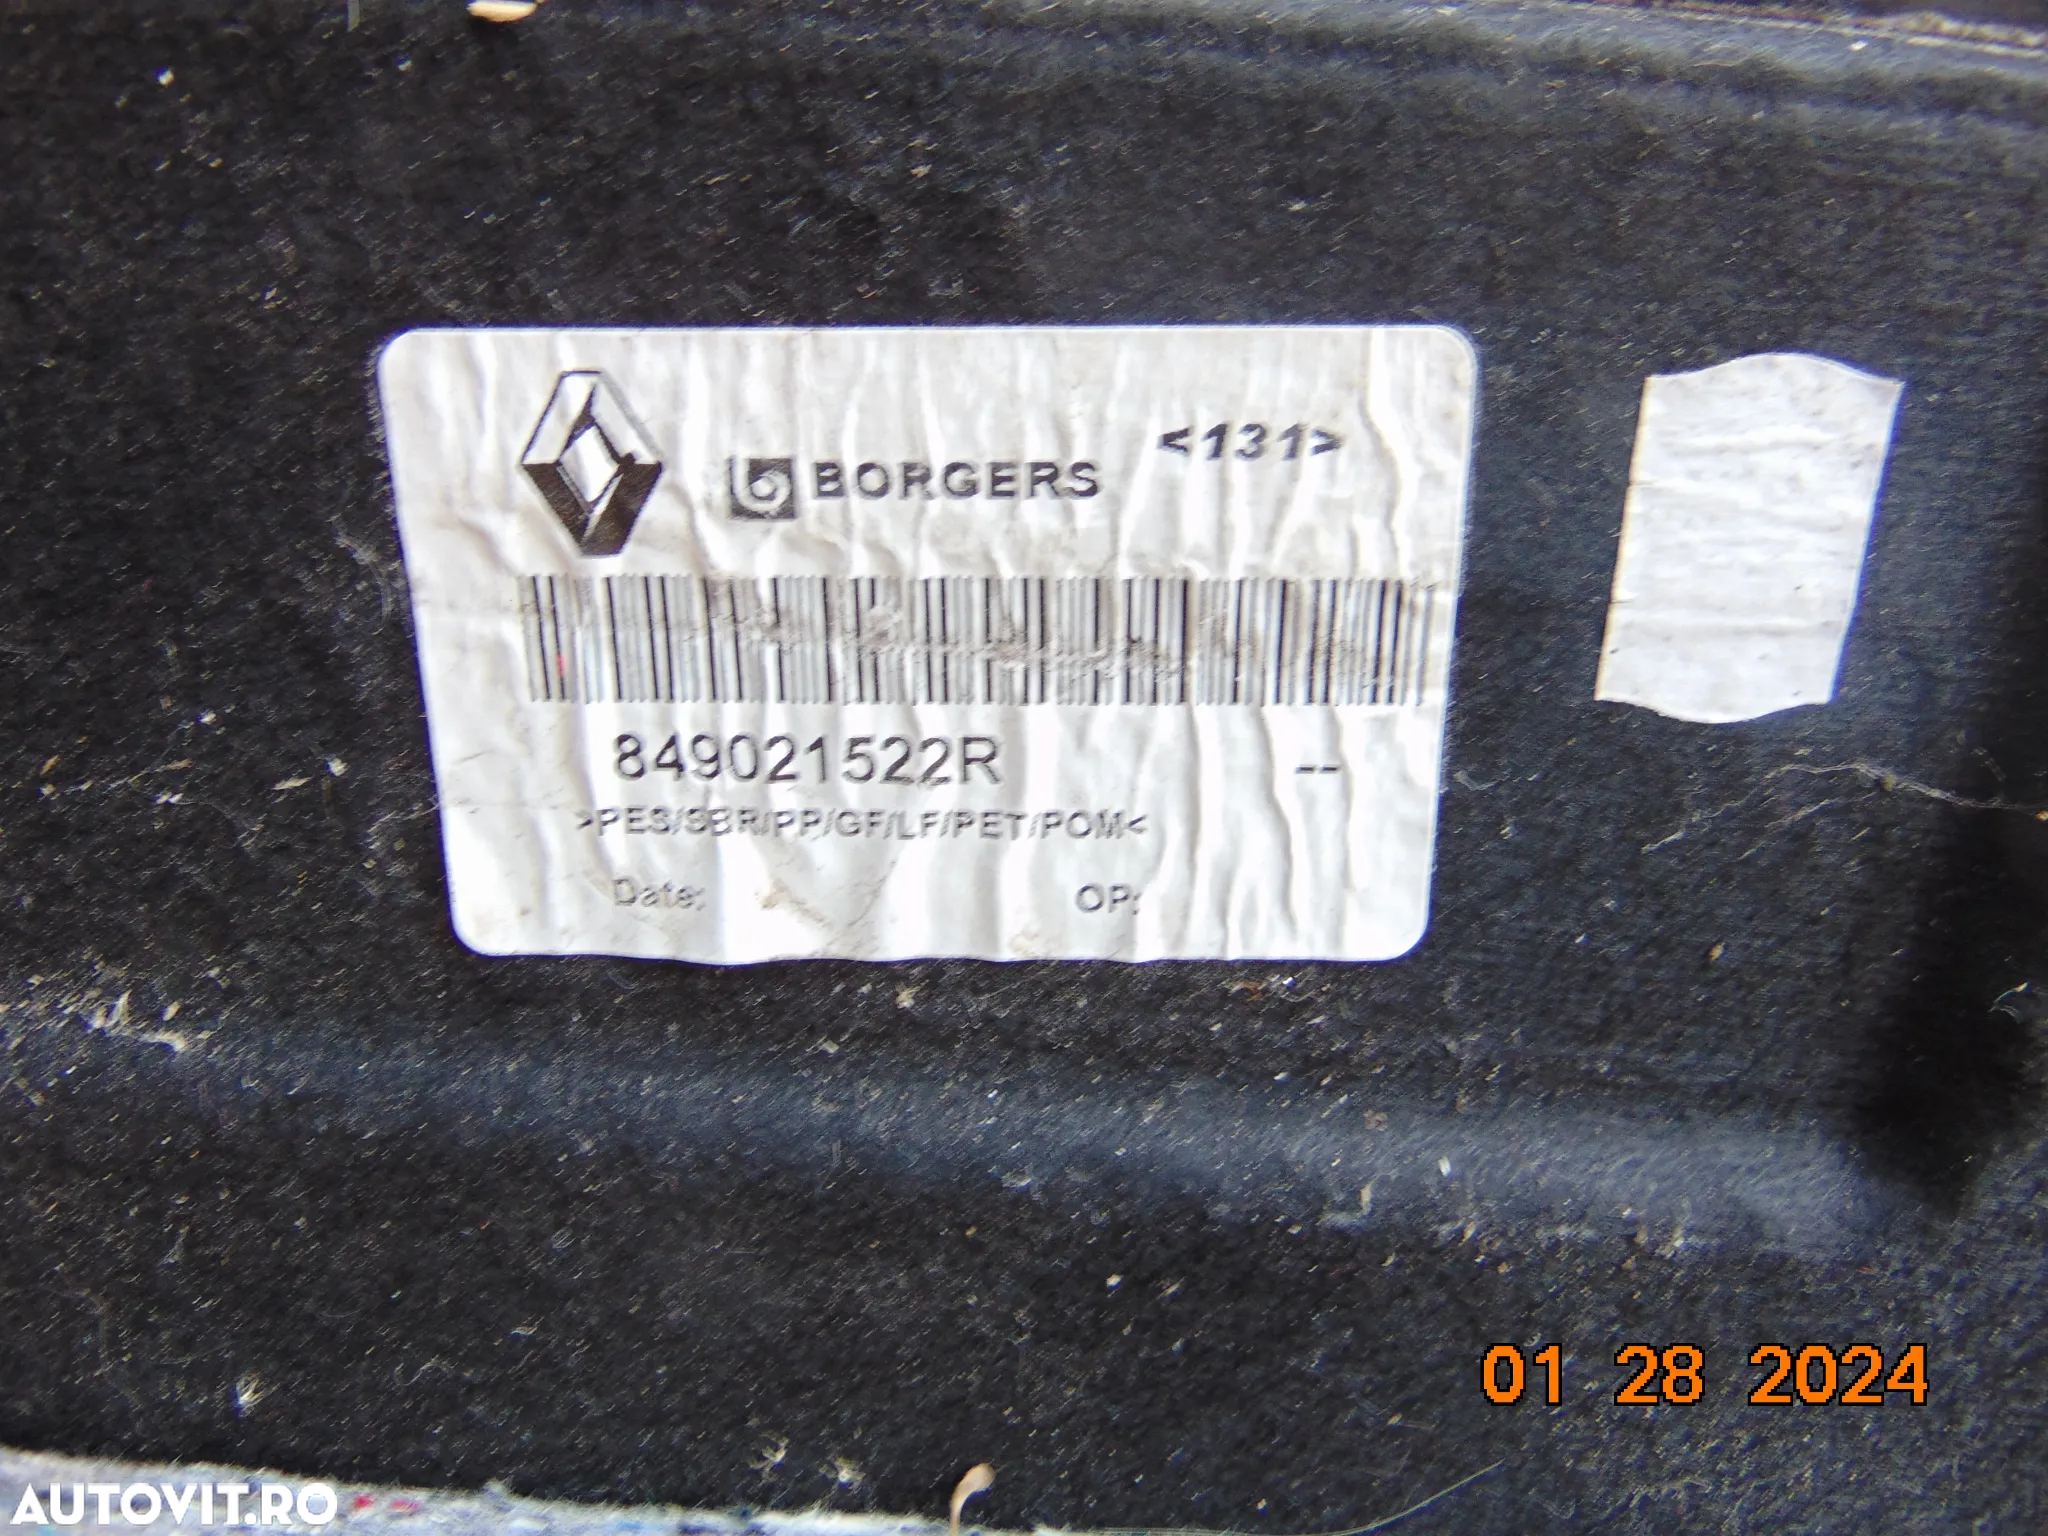 BORGERS <131>
849021522R --
>PES/SBR/PP/GF/LF/PET/POM<
Date: OP:
01 28 2024
AUTOVIT.RO